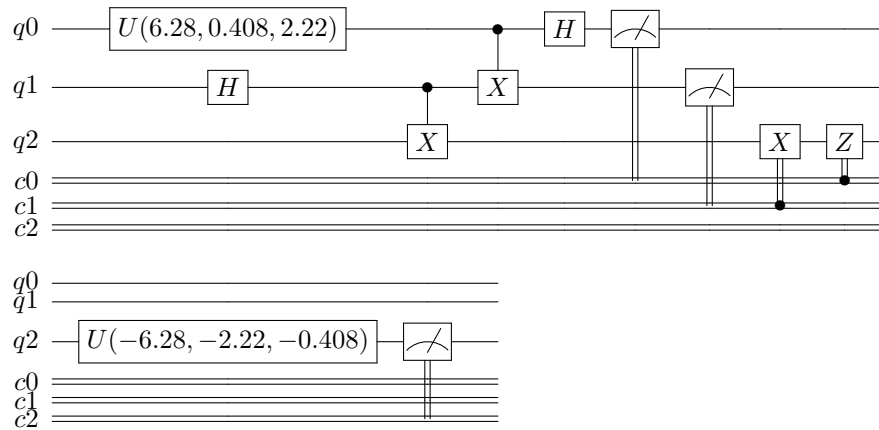 q0 U(6.28, 0.408, 2.22) H
q1 H X
q2 X X Z
c0
c1
c2
q0
q1
q2 U(−6.28, −2.22, −0.408)
c0
c1
c2